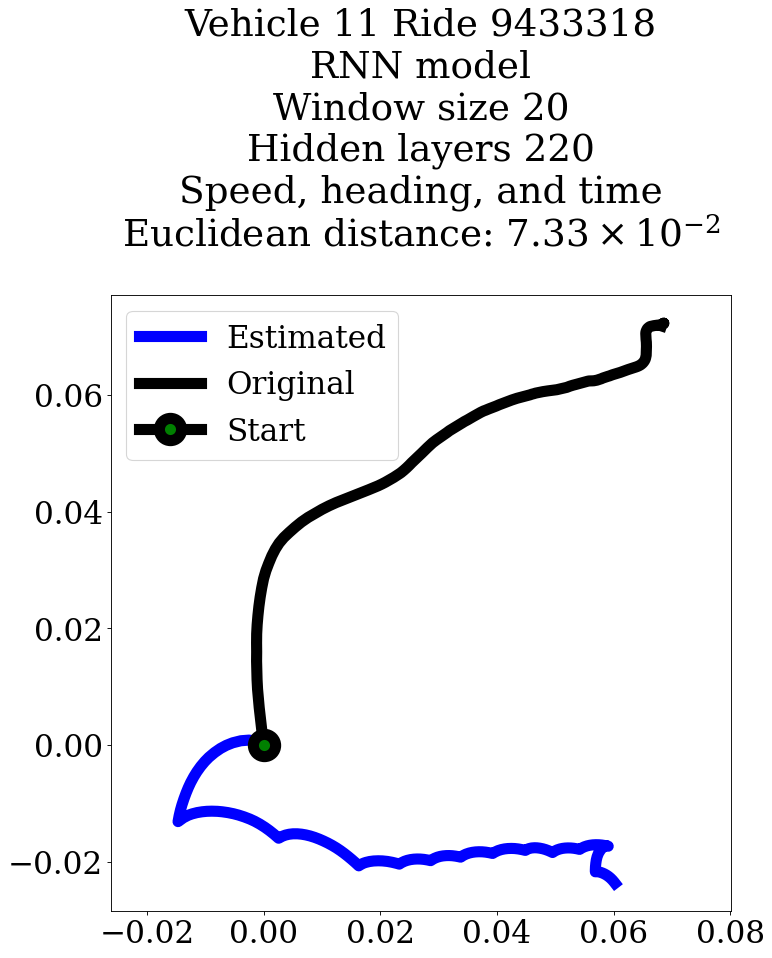 Vehicle 11 Ride 9433318
RNN model
Window size 20
Hidden layers 220
Speed, heading, and time
Euclidean distance: 7.33 × 10⁻²
Estimated
Original
Start
0.06
0.04
0.02
0.00
−0.02
−0.02 0.00 0.02 0.04 0.06 0.08